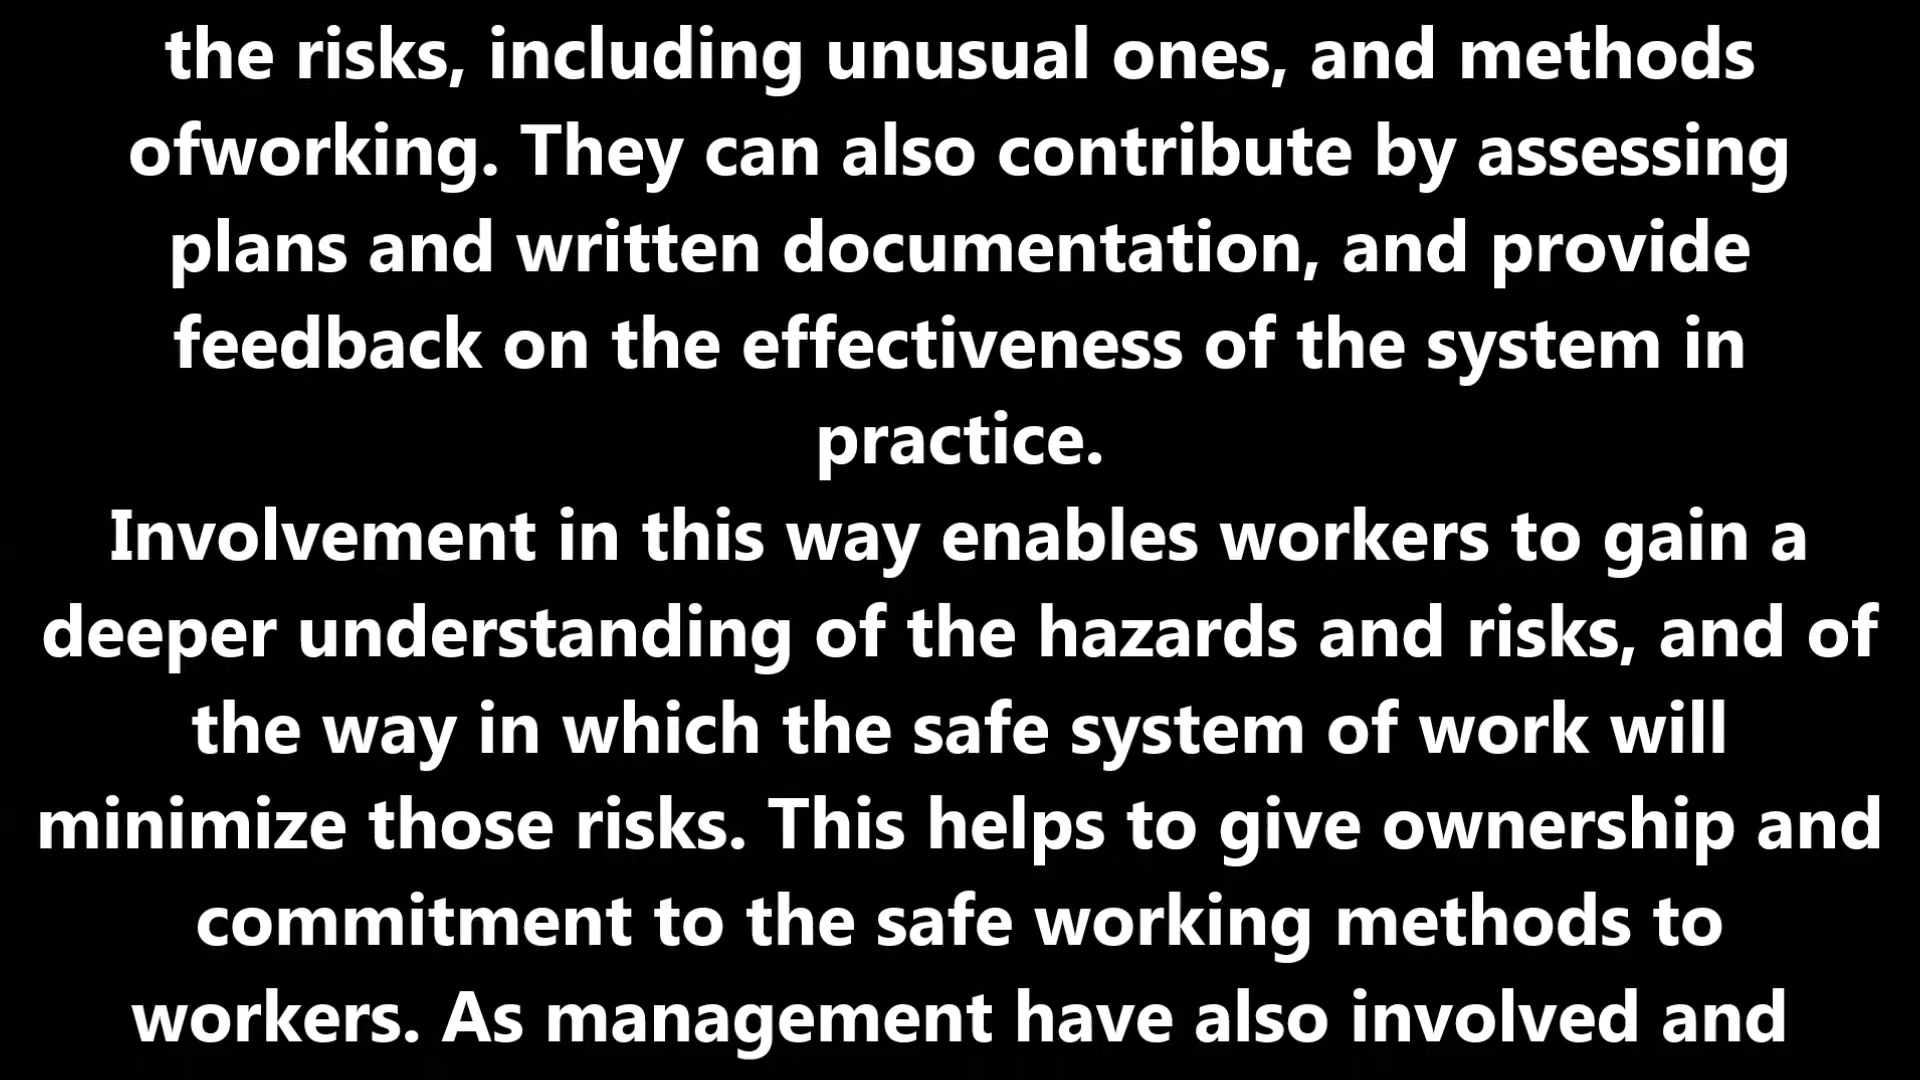 the risks, including unusual ones, and methods
ofworking. They can also contribute by assessing
plans and written documentation, and provide
feedback on the effectiveness of the system in
practice.
Involvement in this way enables workers to gain a
deeper understanding of the hazards and risks, and of
the way in which the safe system of work will
minimize those risks. This helps to give ownership and
commitment to the safe working methods to
workers. As management have also involved and